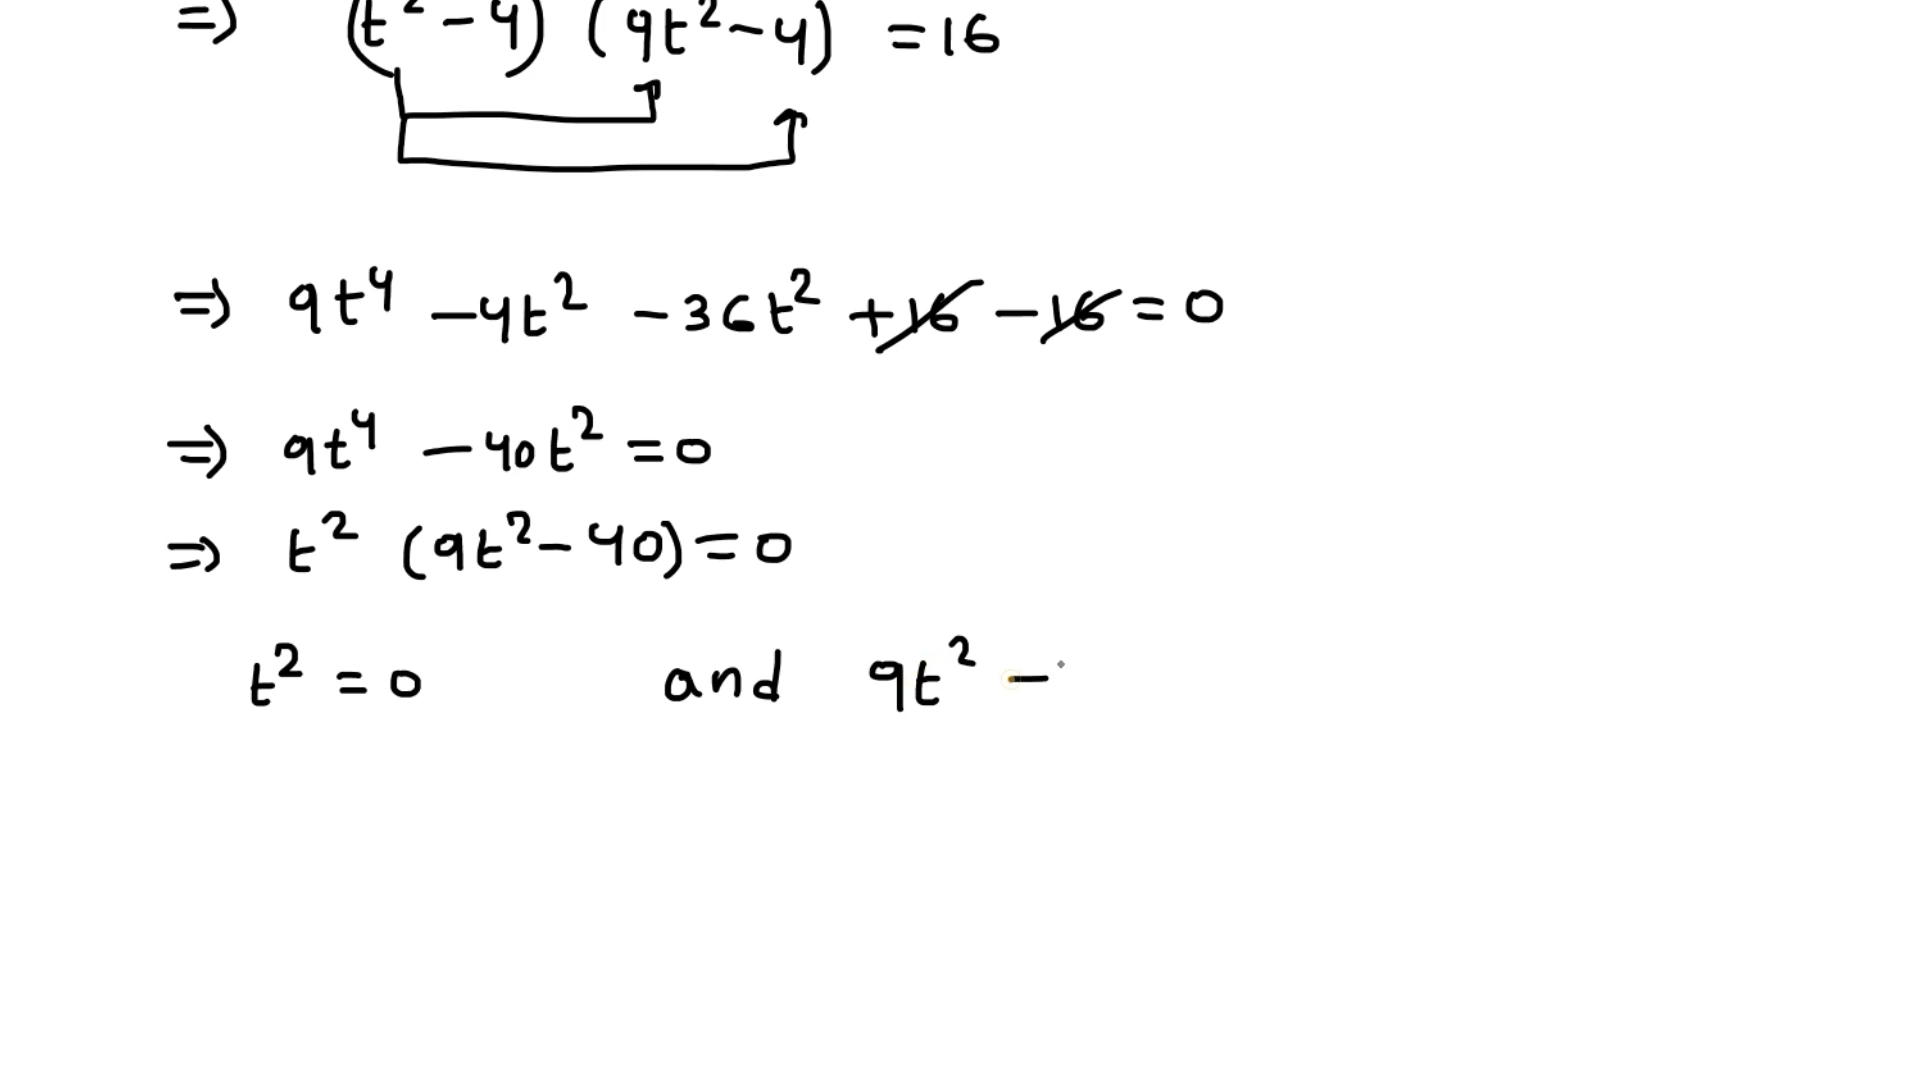 => (t² - 4) (9t² - 4) = 16
=> 9t⁴ - 4t² - 36t² + 16 - 16 = 0
=> 9t⁴ - 40t² = 0
=> t² (9t² - 40) = 0
t² = 0 and 9t² -